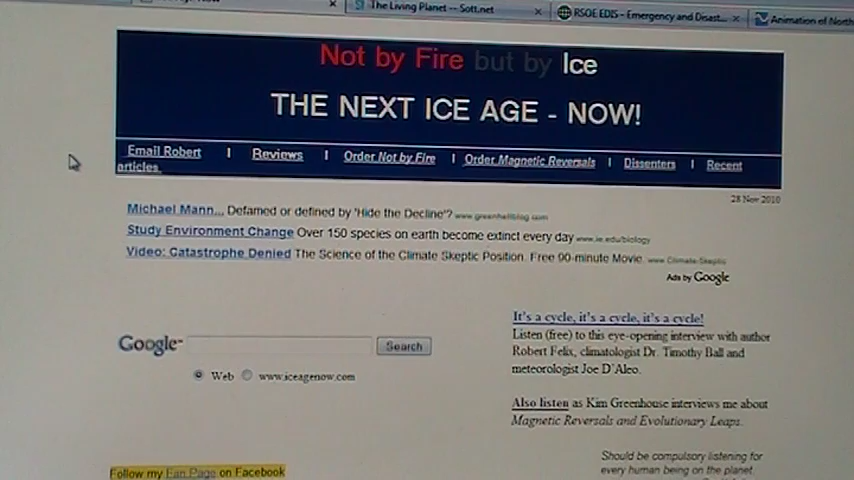 The Living Planet -- Sott.net
RSOE EDIS - Emergency and Disast...
Animation of North
Not by Fire but by Ice
THE NEXT ICE AGE - NOW!
Email Robert | Reviews | Order Not by Fire | Order Magnetic Reversals | Dissenters | Recent
articles
28 Nov 2010
Michael Mann... Defamed or defined by 'Hide the Decline'? www.greenhellblog.com
Study Environment Change Over 150 species on earth become extinct every day www.ie.edu/biology
Video: Catastrophe Denied The Science of the Climate Skeptic Position. Free 90-minute Movie. www.Climate-Skeptic
Ads by Google
Google
Search
Web www.iceagenow.com
It's a cycle, it's a cycle, it's a cycle!
Listen (free) to this eye-opening interview with author
Robert Felix, climatologist Dr. Timothy Ball and
meteorologist Joe D'Aleo.
Also listen as Kim Greenhouse interviews me about
Magnetic Reversals and Evolutionary Leaps.
Should be compulsory listening for
every human being on the planet.
Follow my Fan Page on Facebook